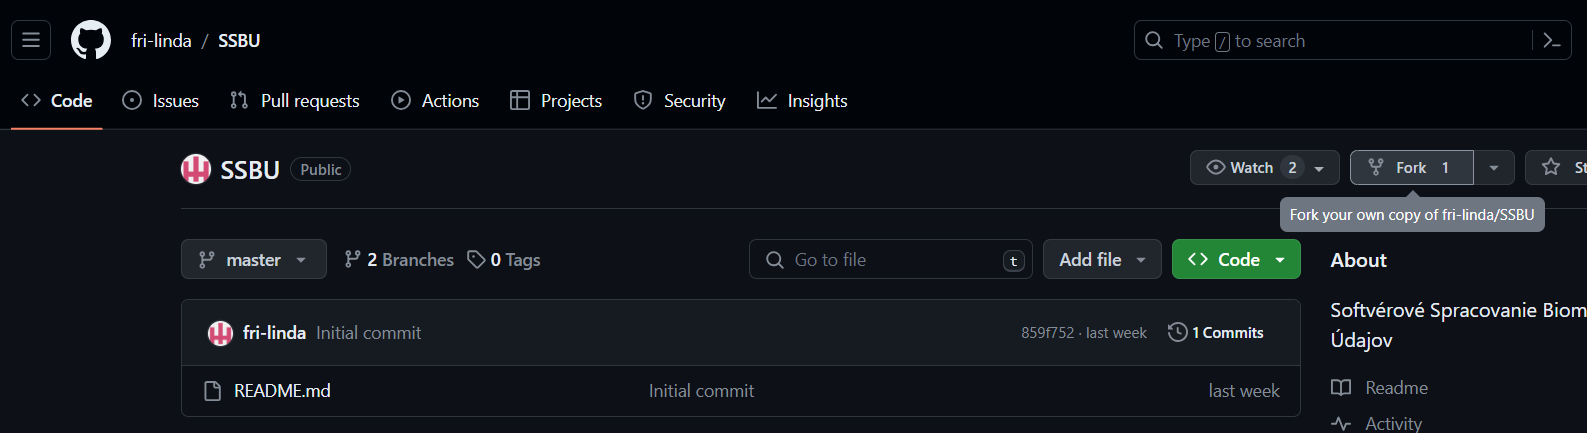 fri-linda / SSBU
Type / to search
Code Issues Pull requests Actions Projects Security Insights
SSBU Public
Watch 2 Fork 1 St
Fork your own copy of fri-linda/SSBU
master 2 Branches 0 Tags Go to file t Add file Code
About
fri-linda Initial commit 859f752 · last week 1 Commits
Softvérové Spracovanie Biom
Údajov
README.md Initial commit last week
Readme
Activity